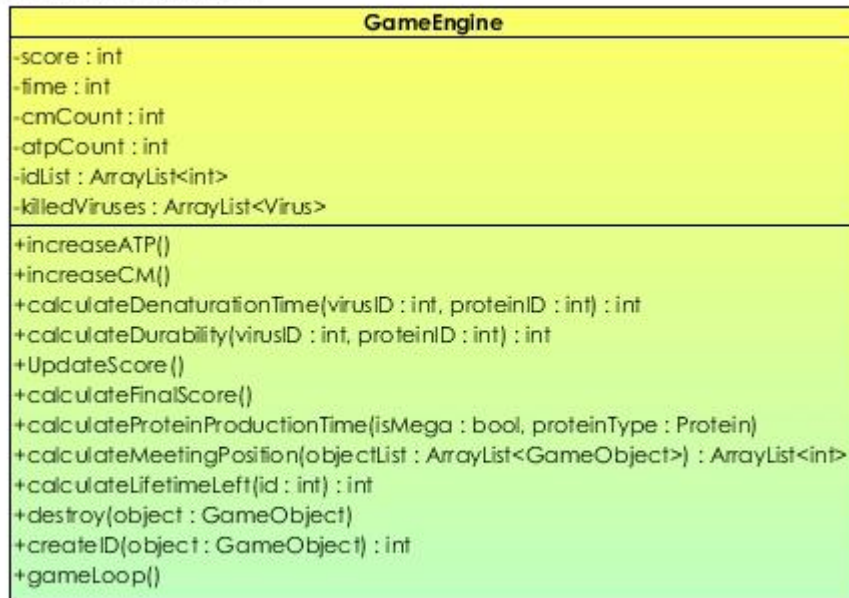 GameEngine
-score : int
-time : int
-cmCount : int
-atpCount : int
-idList : ArrayList<int>
-killedViruses : ArrayList<Virus>
+increaseATP()
+increaseCM()
+calculateDenaturationTime(virusID : int, proteinID : int) : int
+calculateDurability(virusID : int, proteinID : int) : int
+UpdateScore()
+calculateFinalScore()
+calculateProteinProductionTime(isMega : bool, proteinType : Protein)
+calculateMeetingPosition(objectList : ArrayList<GameObject>) : ArrayList<int>
+calculateLifetimeLeft(id : int) : int
+destroy(object : GameObject)
+createID(object : GameObject) : int
+gameLoop()